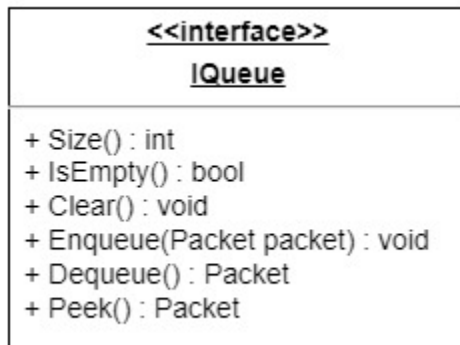 <<interface>>
IQueue
+ Size() : int
+ IsEmpty() : bool
+ Clear() : void
+ Enqueue(Packet packet) : void
+ Dequeue() : Packet
+ Peek() : Packet